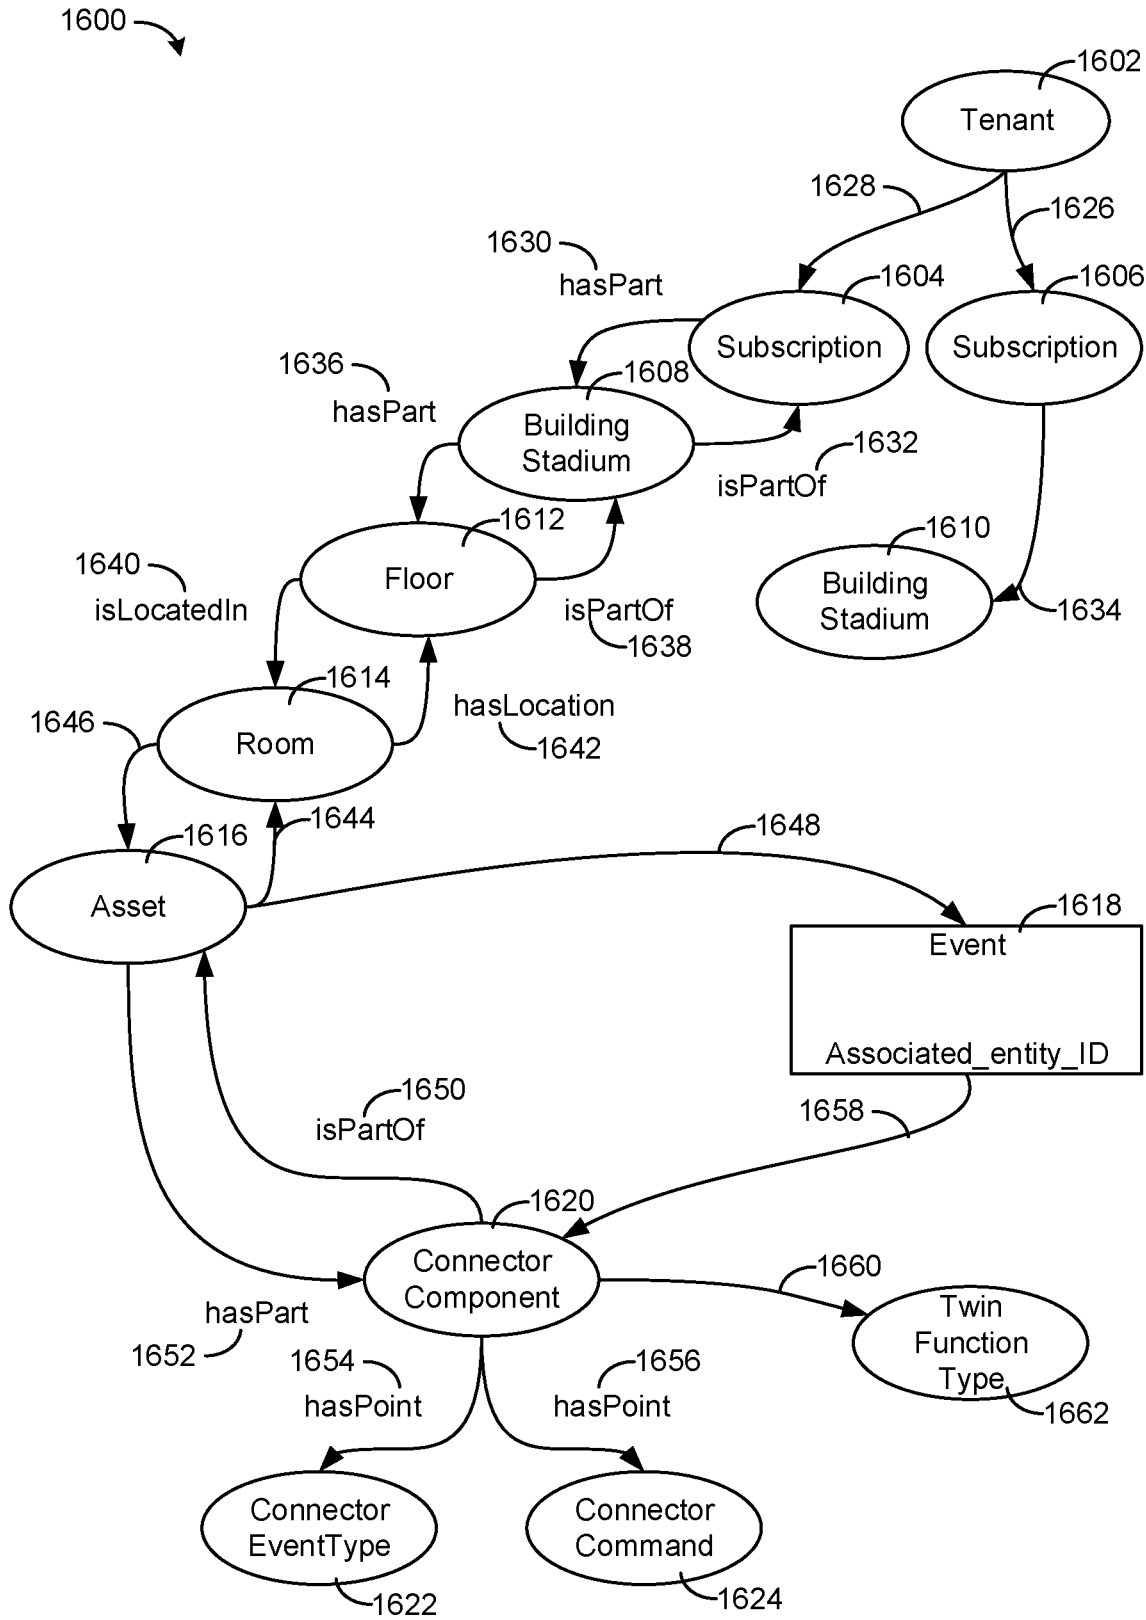 1600
1602
Tenant
1628
1626
1630
hasPart
1604
1606
Subscription
Subscription
1636
hasPart
1608
Building
Stadium
1632
isPartOf
1612
1610
Floor
Building
Stadium
1640
isLocatedIn
isPartOf
1638
1634
1614
hasLocation
1642
1646
Room
1644
1616
1648
Asset
1618
Event
Associated_entity_ID
1650
isPartOf
1658
1620
Connector
Component
1660
hasPart
1652
Twin
Function
Type
1654
hasPoint
1656
hasPoint
1662
Connector
EventType
Connector
Command
1622
1624